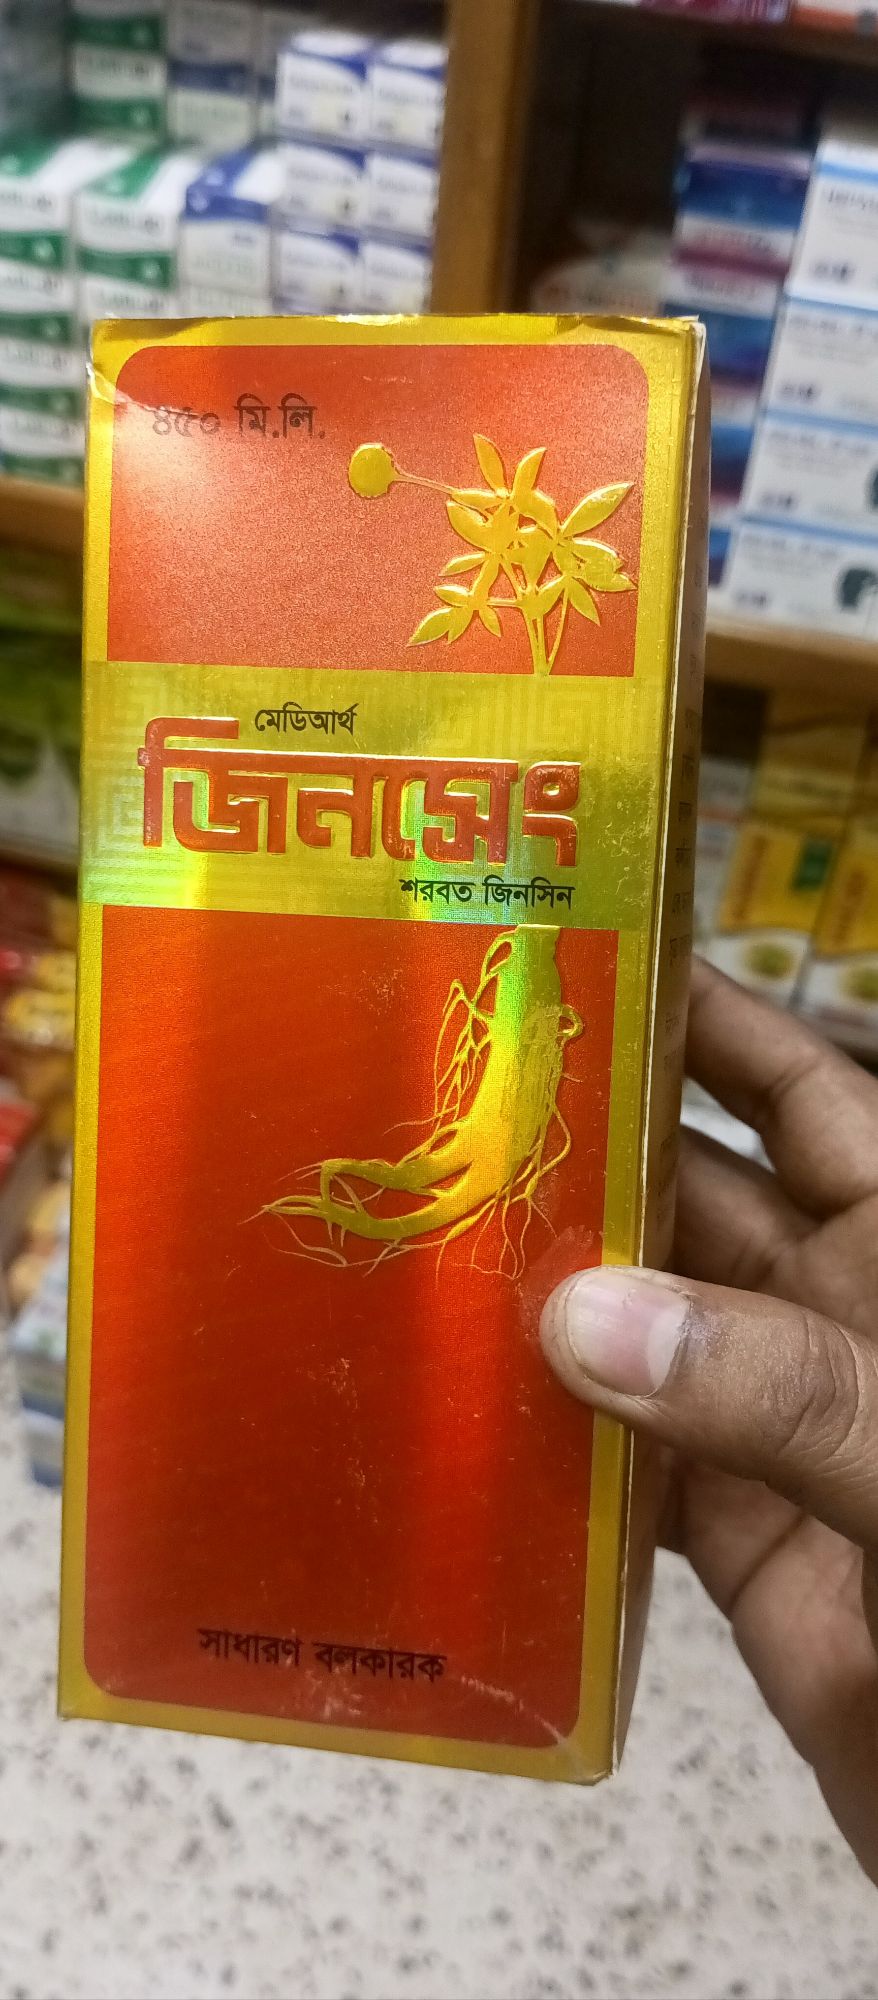 ৪৫০ মি.লি.
মেডিআর্থ
জিনসেং
শরবত জিনসিন
সাধারণ বলকারক